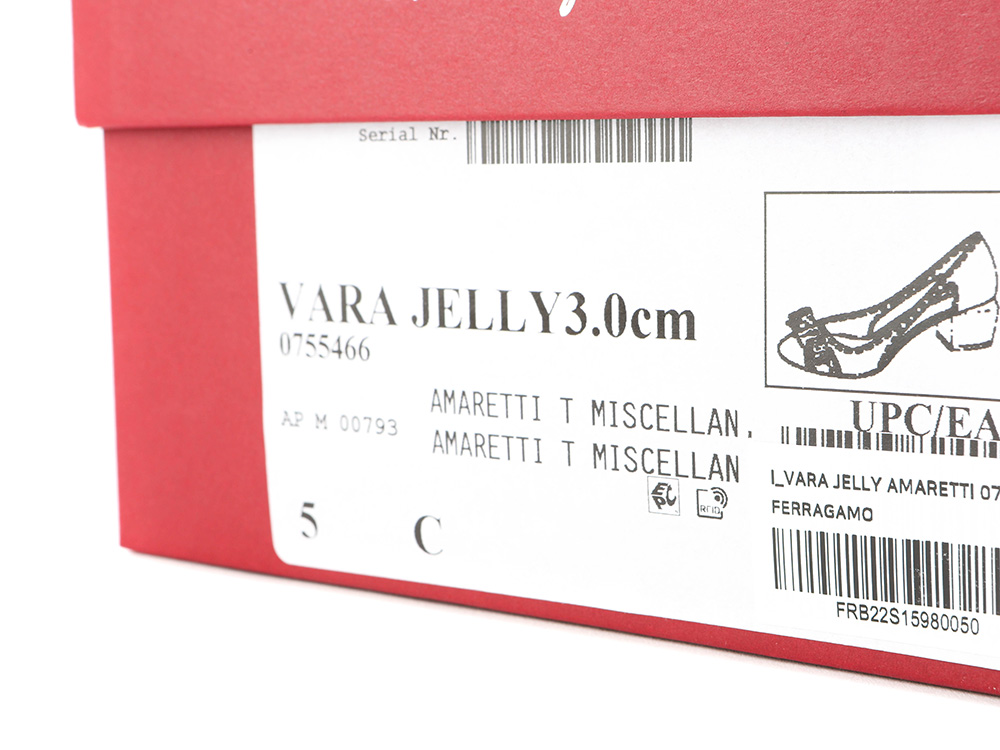 Serial Nr.
VARA JELLY3.0cm
0755466
AP M 00793
AMARETTI T MISCELLAN.
AMARETTI T MISCELLAN
5 C
EPC
RFID
UPC/EA
I_VARA JELLY AMARETTI 07
FERRAGAMO
FRB22S15980050